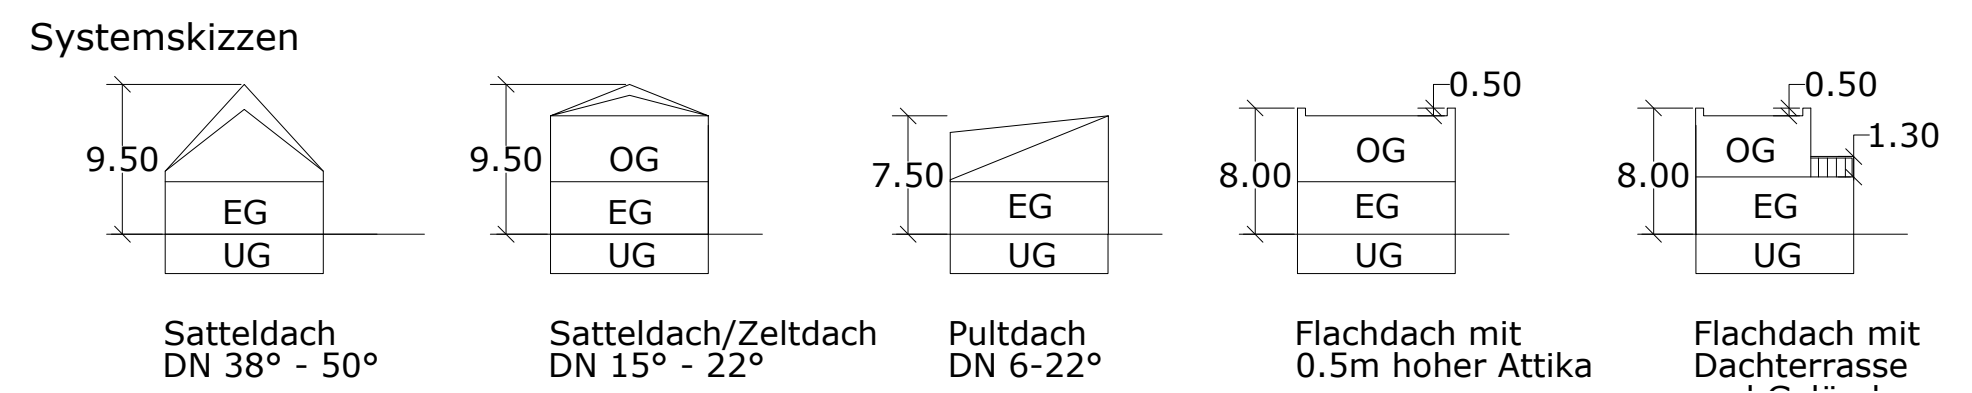 Systemskizzen
9.50
EG
UG
Satteldach
DN 38° - 50°
9.50
OG
EG
UG
Satteldach/Zeltdach
DN 15° - 22°
7.50
EG
UG
Pultdach
DN 6-22°
0.50
8.00
OG
EG
UG
Flachdach mit
0.5m hoher Attika
0.50
1.30
8.00
OG
EG
UG
Flachdach mit
Dachterrasse